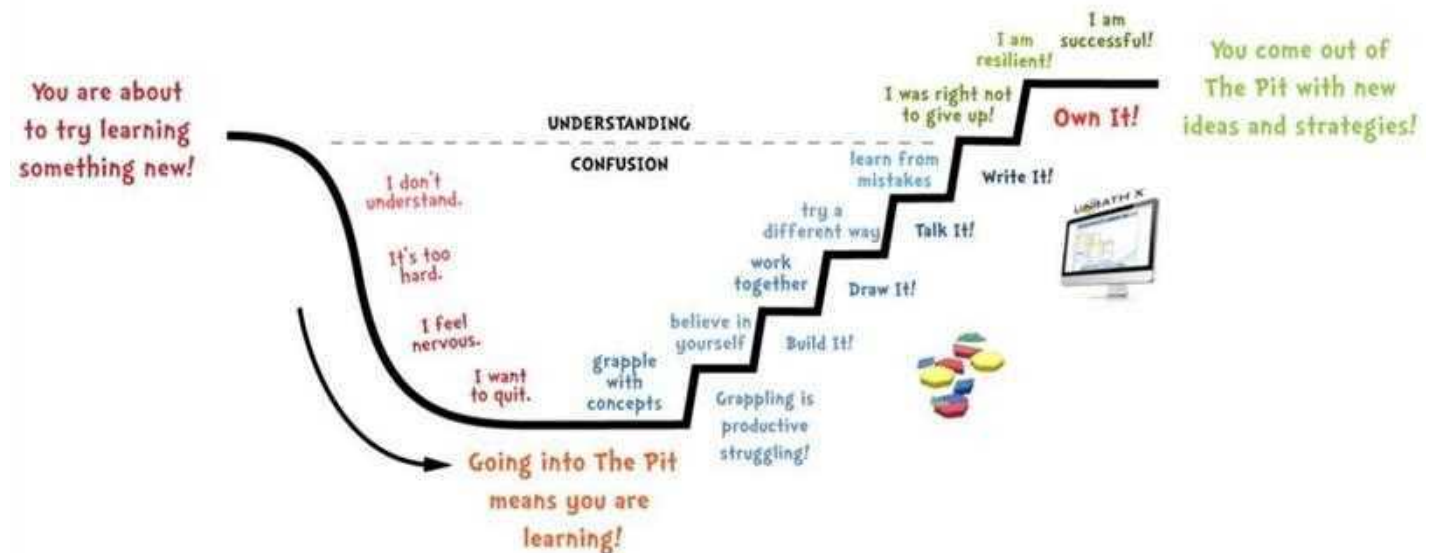 You are about
to try learning
something new!
UNDERSTANDING
CONFUSION
I don't
understand.
It's too
hard.
I feel
nervous.
I want
to quit.
Going into The Pit
means you are
learning!
grapple
with
concepts
Grappling is
productive
struggling!
believe in
yourself
Build It!
work
together
Draw It!
try a
different way
Talk It!
learn from
mistakes
Write It!
I was right not
to give up!
Own It!
I am
resilient!
I am
successful!
You come out of
The Pit with new
ideas and strategies!